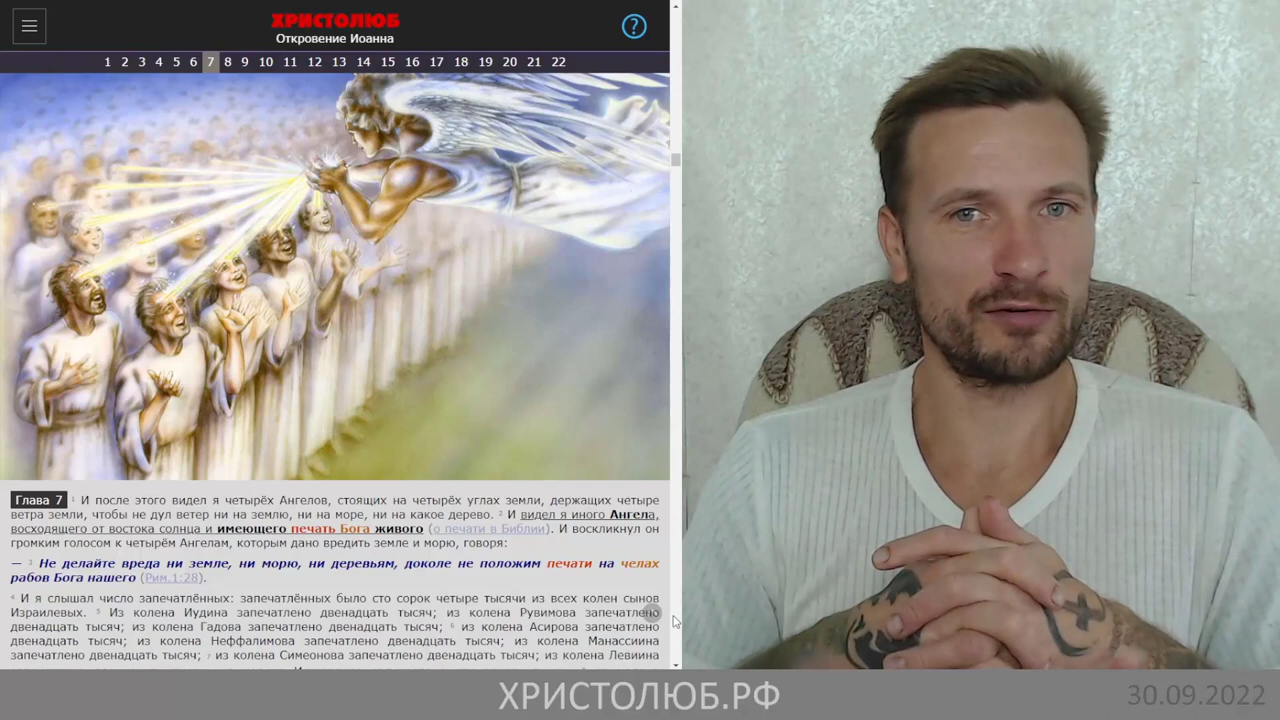 ХРИСТОЛЮБ
Откровение Иоанна
?
1 2 3 4 5 6 7 8 9 10 11 12 13 14 15 16 17 18 19 20 21 22
Глава 7 1 И после этого видел я четырёх Ангелов, стоящих на четырёх углах земли, держащих четыре
ветра земли, чтобы не дул ветер ни на землю, ни на море, ни на какое дерево. 2 И видел я иного Ангела,
восходящего от востока солнца и имеющего печать Бога живого (о печати в Библии). И воскликнул он
громким голосом к четырём Ангелам, которым дано вредить земле и морю, говоря:
— 3 Не делайте вреда ни земле, ни морю, ни деревьям, доколе не положим печати на челах
рабов Бога нашего (Рим.1:28).
4 И я слышал число запечатлённых: запечатлённых было сто сорок четыре тысячи из всех колен сынов
Израилевых. 5 Из колена Иудина запечатлено двенадцать тысяч; из колена Рувимова запечатлено
двенадцать тысяч; из колена Гадова запечатлено двенадцать тысяч; 6 из колена Асирова запечатлено
двенадцать тысяч; из колена Неффалимова запечатлено двенадцать тысяч; из колена Манассиина
запечатлено двенадцать тысяч; 7 из колена Симеонова запечатлено двенадцать тысяч; из колена Левиина
ХРИСТОЛЮБ.РФ
30.09.2022